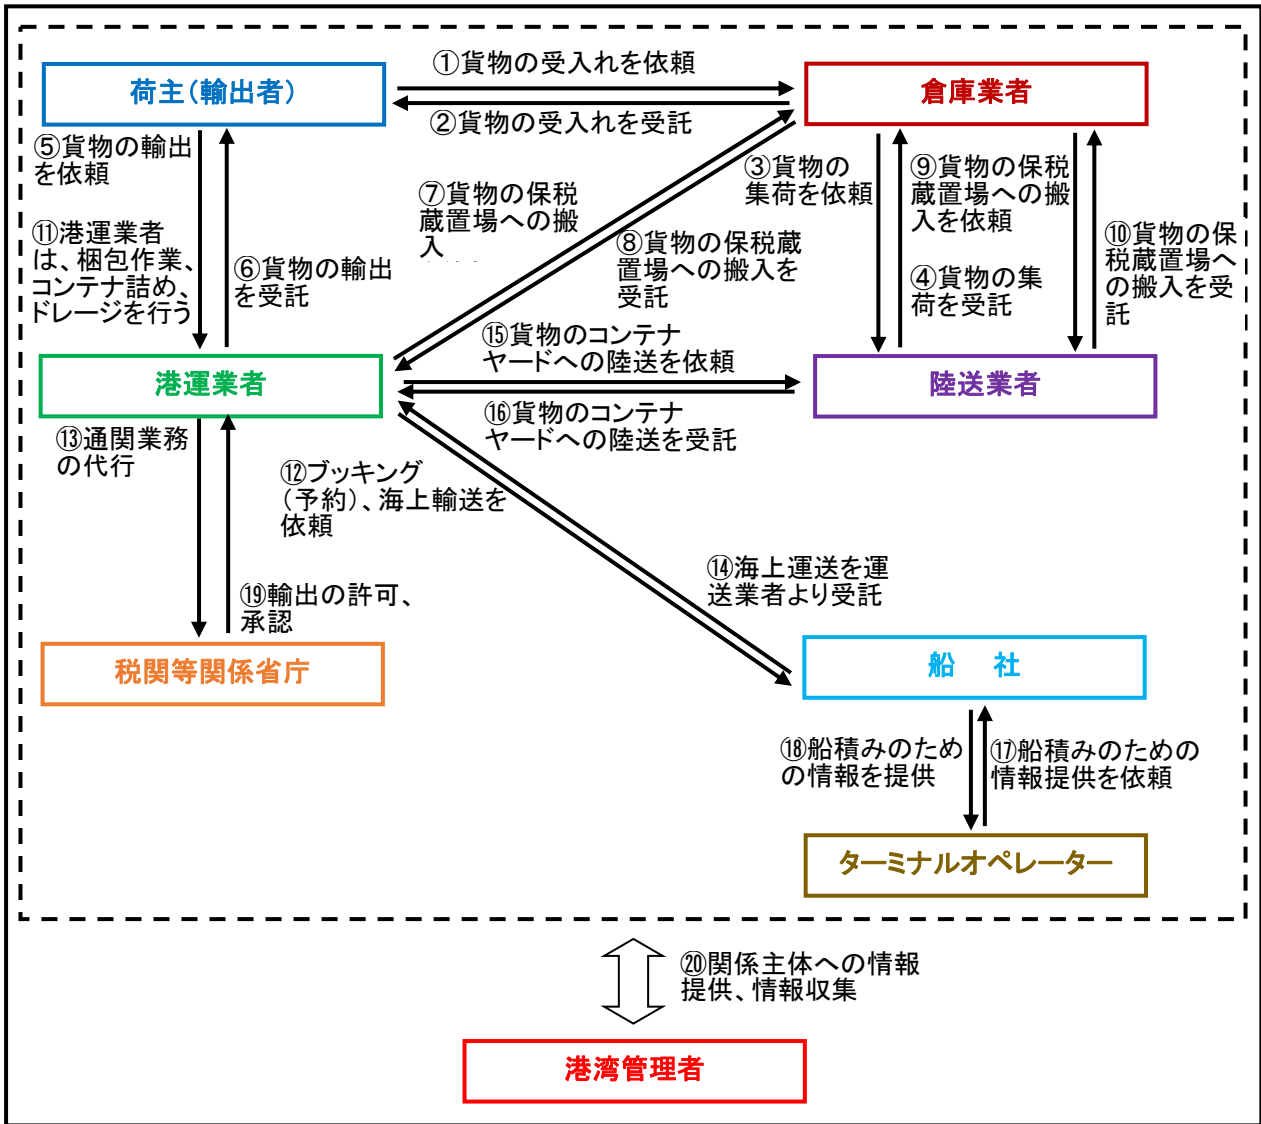 ①貨物の受入れを依頼
荷主(輸出者)
倉庫業者
②貨物の受入れを受託
⑤貨物の輸出
を依頼
③貨物の
集荷を依頼
⑨貨物の保税
蔵置場への搬
入を依頼
⑦貨物の保税
蔵置場への搬
入
⑪港運業者
は、梱包作業、
コンテナ詰め、
ドレージを行う
⑥貨物の輸出
を受託
⑧貨物の保税蔵
置場への搬入を
受託
④貨物の集
荷を受託
⑩貨物の保
税蔵置場へ
の搬入を受
託
⑮貨物のコンテナ
ヤードへの陸送を依頼
港運業者
陸送業者
⑯貨物のコンテナ
ヤードへの陸送を受託
⑬通関業務
の代行
⑫ブッキング
(予約)、海上輸送を
依頼
⑭海上運送を運
送業者より受託
⑲輸出の許可、
承認
税関等関係省庁
船　社
⑱船積みのため
の情報を提供
⑰船積みのための
情報提供を依頼
ターミナルオペレーター
⑳関係主体への情報
提供、情報収集
港湾管理者